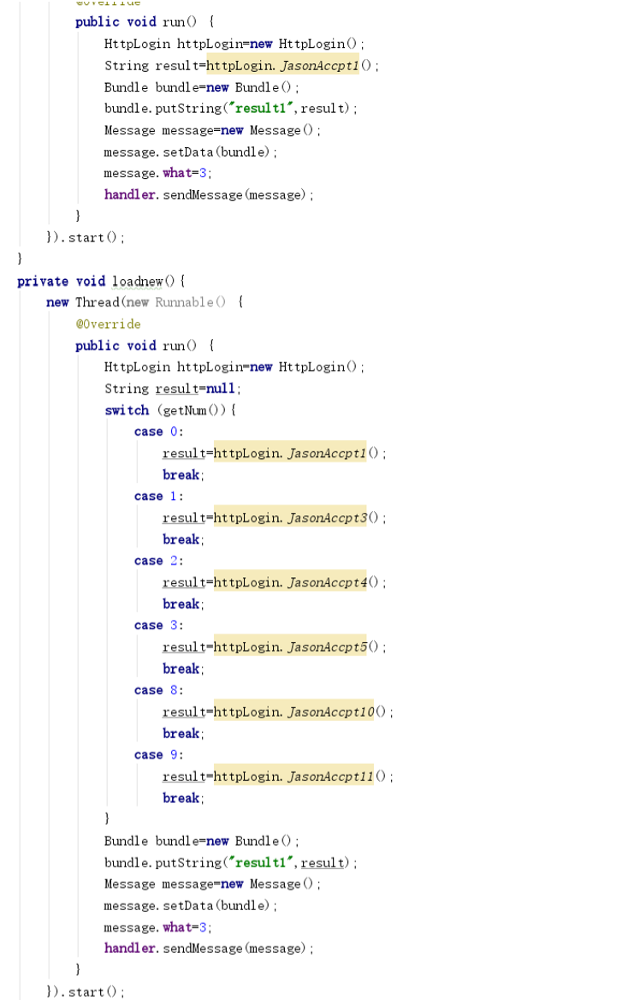 @Override
public void run() {
HttpLogin httpLogin=new HttpLogin();
String result=httpLogin.JasonAccpt1();
Bundle bundle=new Bundle();
bundle.putString("result1",result);
Message message=new Message();
message.setData(bundle);
message.what=3;
handler.sendMessage(message);
}
}).start();
}
private void loadnew(){
new Thread(new Runnable() {
@Override
public void run() {
HttpLogin httpLogin=new HttpLogin();
String result=null;
switch (getNum()){
case 0:
result=httpLogin.JasonAccpt1();
break;
case 1:
result=httpLogin.JasonAccpt3();
break;
case 2:
result=httpLogin.JasonAccpt4();
break;
case 3:
result=httpLogin.JasonAccpt5();
break;
case 8:
result=httpLogin.JasonAccpt10();
break;
case 9:
result=httpLogin.JasonAccpt11();
break;
}
Bundle bundle=new Bundle();
bundle.putString("result1",result);
Message message=new Message();
message.setData(bundle);
message.what=3;
handler.sendMessage(message);
}
}).start();